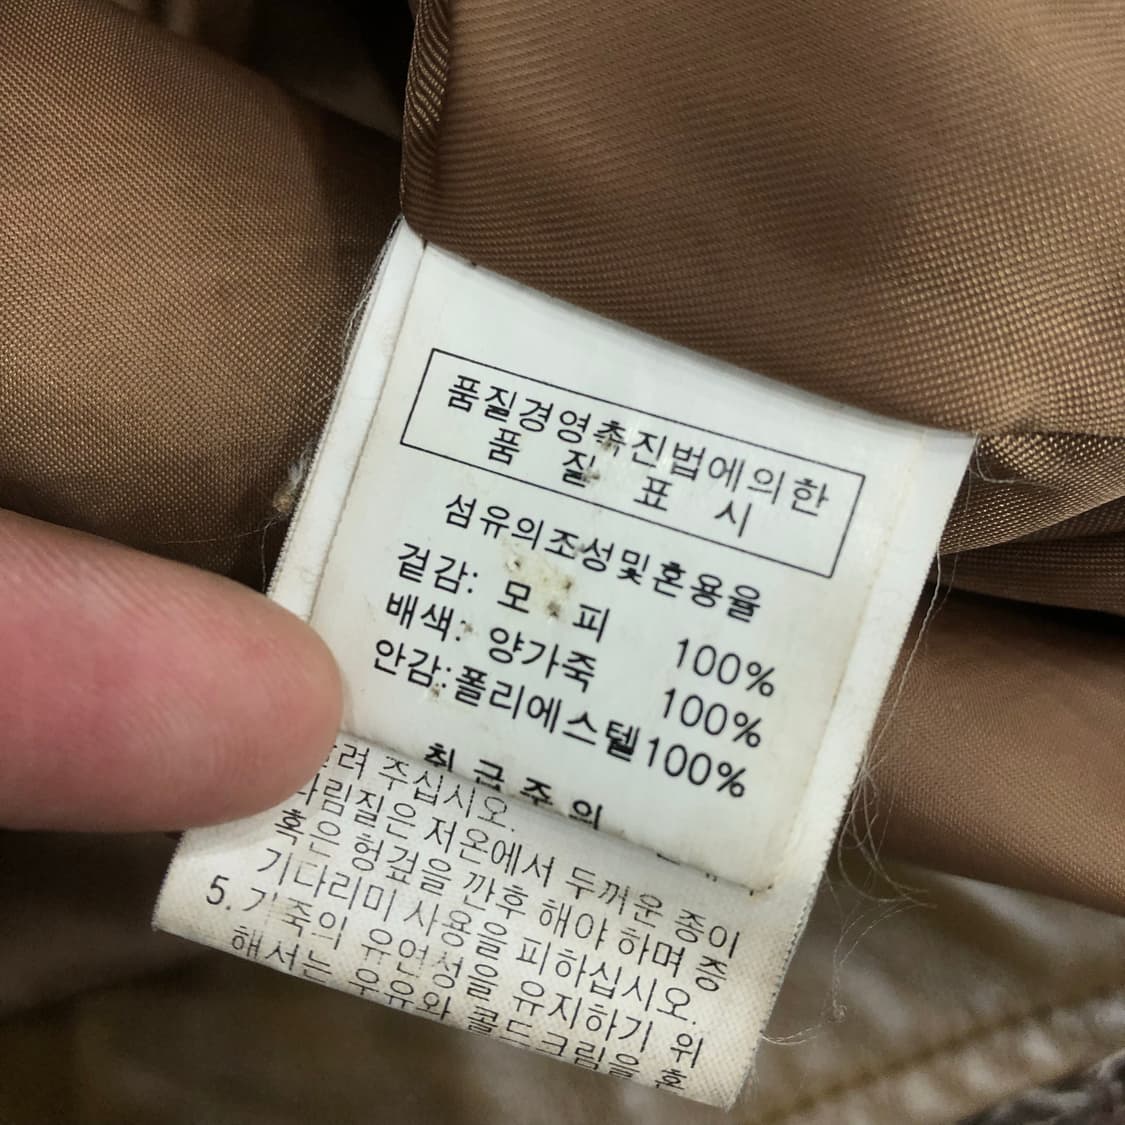 품질경영촉진법에의한
품 질 표 시
섬유의조성및혼용율
겉감: 모 피 100%
배색: 양가죽 100%
안감:폴리에스텔100%
취급주의
주십시오.
다림질은 저온에서 두꺼운 종이
혹은 헝겊을 깐후 해야 하며 증
기다리미 사용을 피하십시오.
5. 가죽의 유연성을 유지하기 위
해서는 우유와 콜드크림을